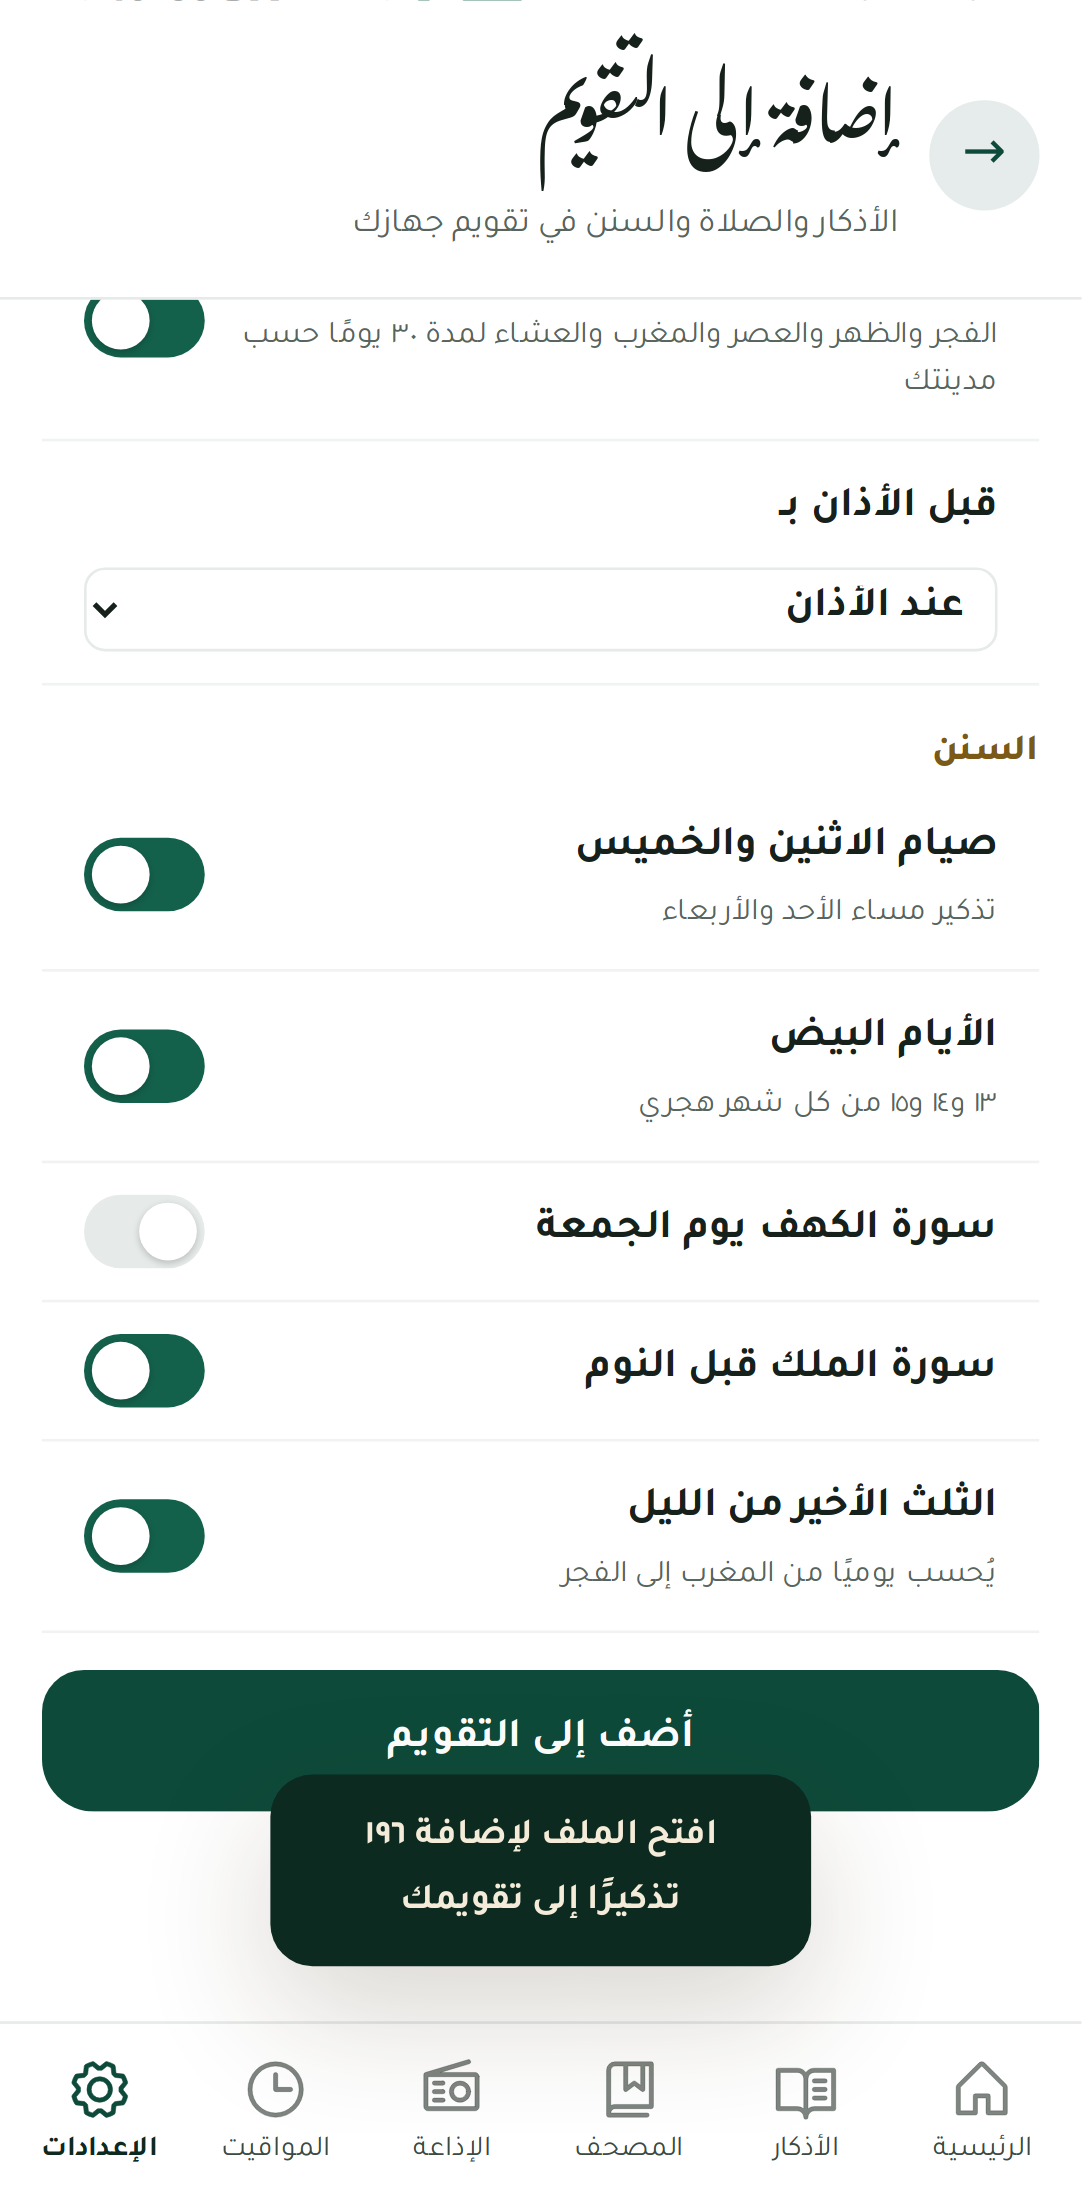 إضافة إلى التقويم
الأذكار والصلاة والسنن في تقويم جهازك
الفجر والظهر والعصر والمغرب والعشاء لمدة ٣٠ يومًا حسب
مدينتك
قبل الأذان بـ
عند الأذان
السنن
صيام الاثنين والخميس
تذكير مساء الأحد والأربعاء
الأيام البيض
١٣ و١٤ و١٥ من كل شهر هجري
سورة الكهف يوم الجمعة
سورة الملك قبل النوم
الثلث الأخير من الليل
يُحسب يوميًا من المغرب إلى الفجر
أضف إلى التقويم
افتح الملف لإضافة ١٩٦
تذكيرًا إلى تقويمك
الرئيسية
الأذكار
المصحف
الإذاعة
المواقيت
الإعدادات